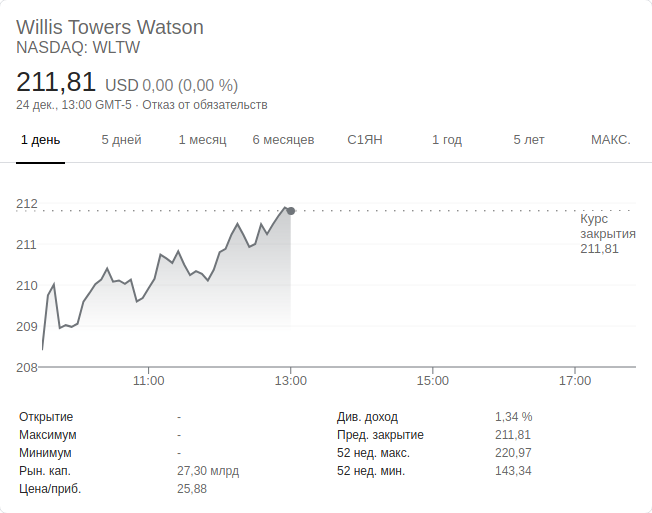 Willis Towers Watson
NASDAQ: WLTW
211,81 USD 0,00 (0,00 %)
24 дек., 13:00 GMT-5 · Отказ от обязательств
1 день 5 дней 1 месяц 6 месяцев С1ЯН 1 год 5 лет МАКС.
212
211
210
209
208
Курс
закрытия
211,81
11:00 13:00 15:00 17:00
Открытие - Див. доход 1,34 %
Максимум - Пред. закрытие 211,81
Минимум - 52 нед. макс. 220,97
Рын. кап. 27,30 млрд 52 нед. мин. 143,34
Цена/приб. 25,88